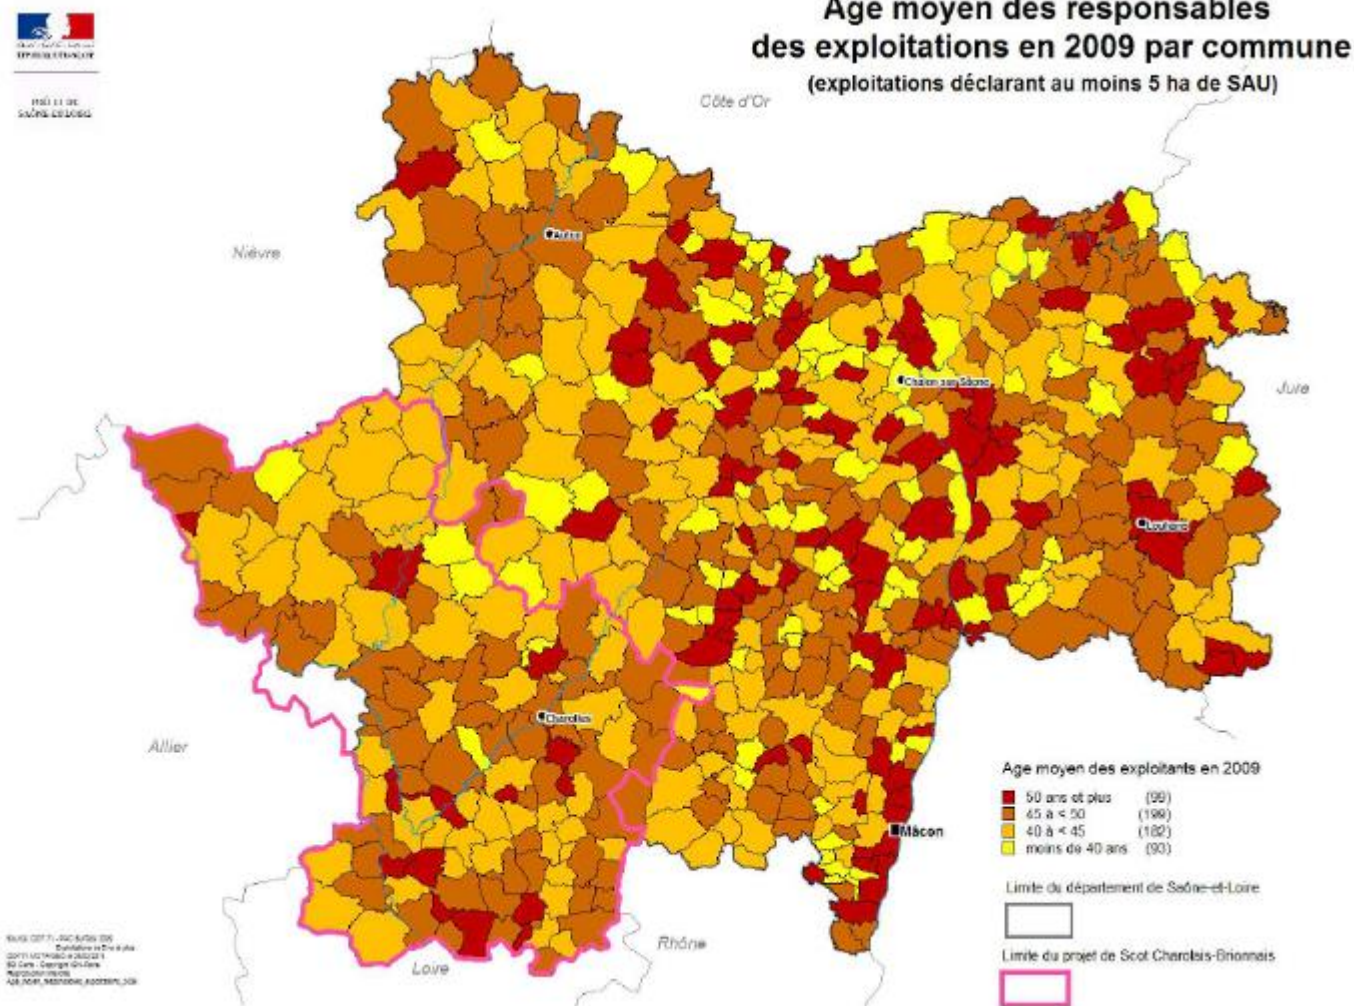 Age moyen des responsables
des exploitations en 2009 par commune
(exploitations déclarant au moins 5 ha de SAU)
Côte d'Or
Nièvre
Autun
Jura
Chalon sur Saône
Louhans
Charolles
Allier
Mâcon
Rhône
Loire
Age moyen des exploitants en 2009
50 ans et plus (99)
45 à < 50 (199)
40 à < 45 (182)
moins de 40 ans (93)
Limite du département de Saône-et-Loire
Limite du projet de Scot Charolais-Brionnais